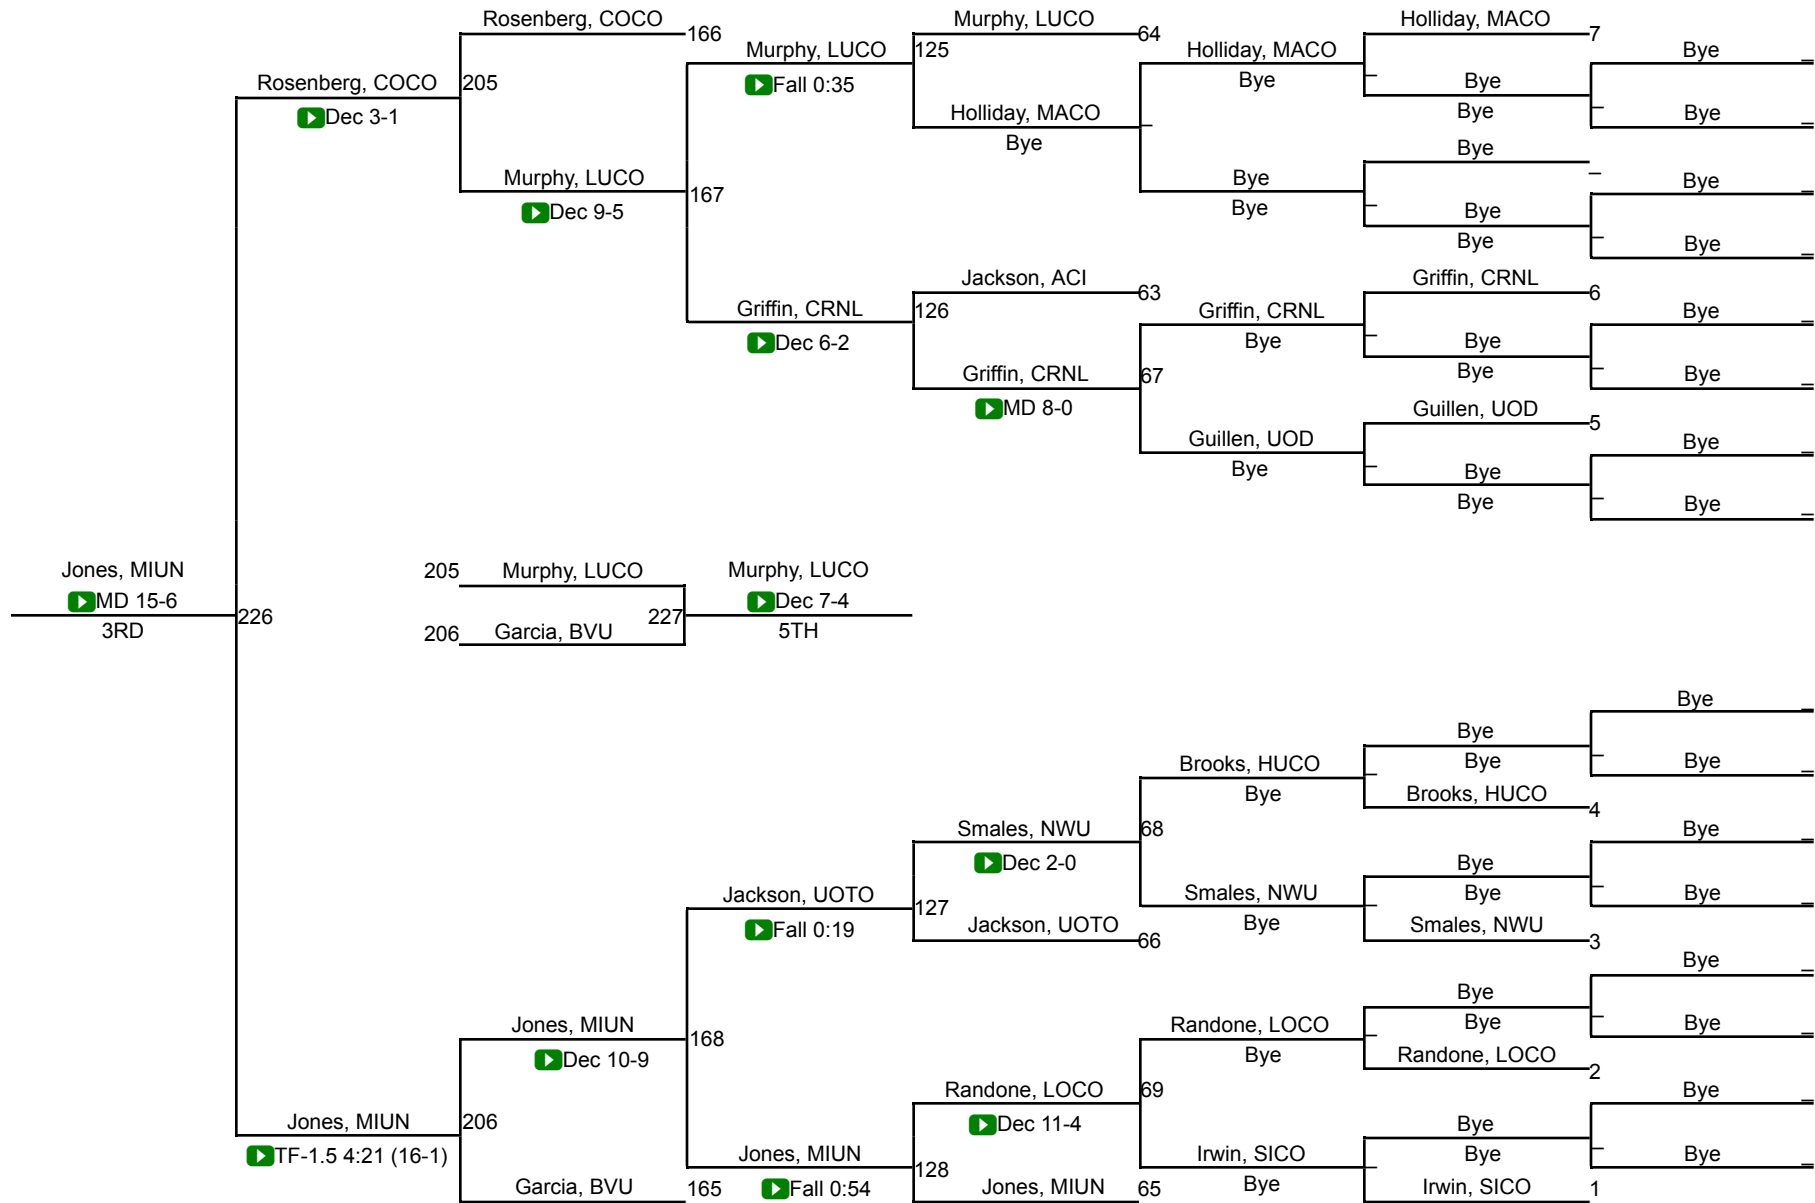 Rosenberg, COCO
166
Murphy, LUCO
64
Holliday, MACO
7
Murphy, LUCO
125
Holliday, MACO
Bye
Bye
Fall 0:35
Bye
Rosenberg, COCO
205
Bye
Bye
Dec 3-1
Holliday, MACO
Bye
Bye
Murphy, LUCO
167
Bye
Bye
Dec 9-5
Bye
Bye
Bye
Bye
Jackson, ACI
63
Griffin, CRNL
6
Griffin, CRNL
126
Griffin, CRNL
Bye
Dec 6-2
Bye
Bye
Griffin, CRNL
67
Bye
Bye
MD 8-0
Guillen, UOD
5
Guillen, UOD
Bye
Bye
Bye
Bye
Bye
Jones, MIUN
205
Murphy, LUCO
Murphy, LUCO
MD 15-6
Dec 7-4
3RD
226
206
Garcia, BVU
227
5TH
Bye
Bye
Brooks, HUCO
Bye
Bye
Bye
Brooks, HUCO
4
Smales, NWU
68
Bye
Dec 2-0
Bye
Jackson, UOTO
127
Smales, NWU
Bye
Bye
Fall 0:19
Jackson, UOTO
66
Bye
Smales, NWU
3
Bye
Bye
Jones, MIUN
168
Randone, LOCO
Bye
Bye
Dec 10-9
Bye
Randone, LOCO
2
Randone, LOCO
69
Bye
Jones, MIUN
206
Dec 11-4
Bye
TF-1.5 4:21 (16-1)
Jones, MIUN
128
Irwin, SICO
Bye
Bye
Garcia, BVU
165
Fall 0:54
Jones, MIUN
65
Bye
Irwin, SICO
1